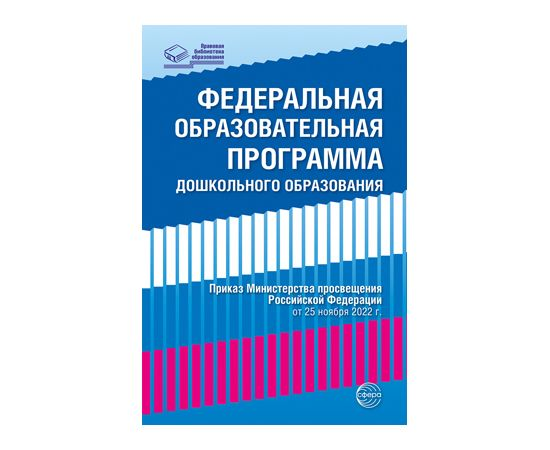 Правовая
библиотека
образования
ФЕДЕРАЛЬНАЯ
ОБРАЗОВАТЕЛЬНАЯ
ПРОГРАММА
ДОШКОЛЬНОГО ОБРАЗОВАНИЯ
Приказ Министерства просвещения
Российской Федерации
от 25 ноября 2022 г.
сфера